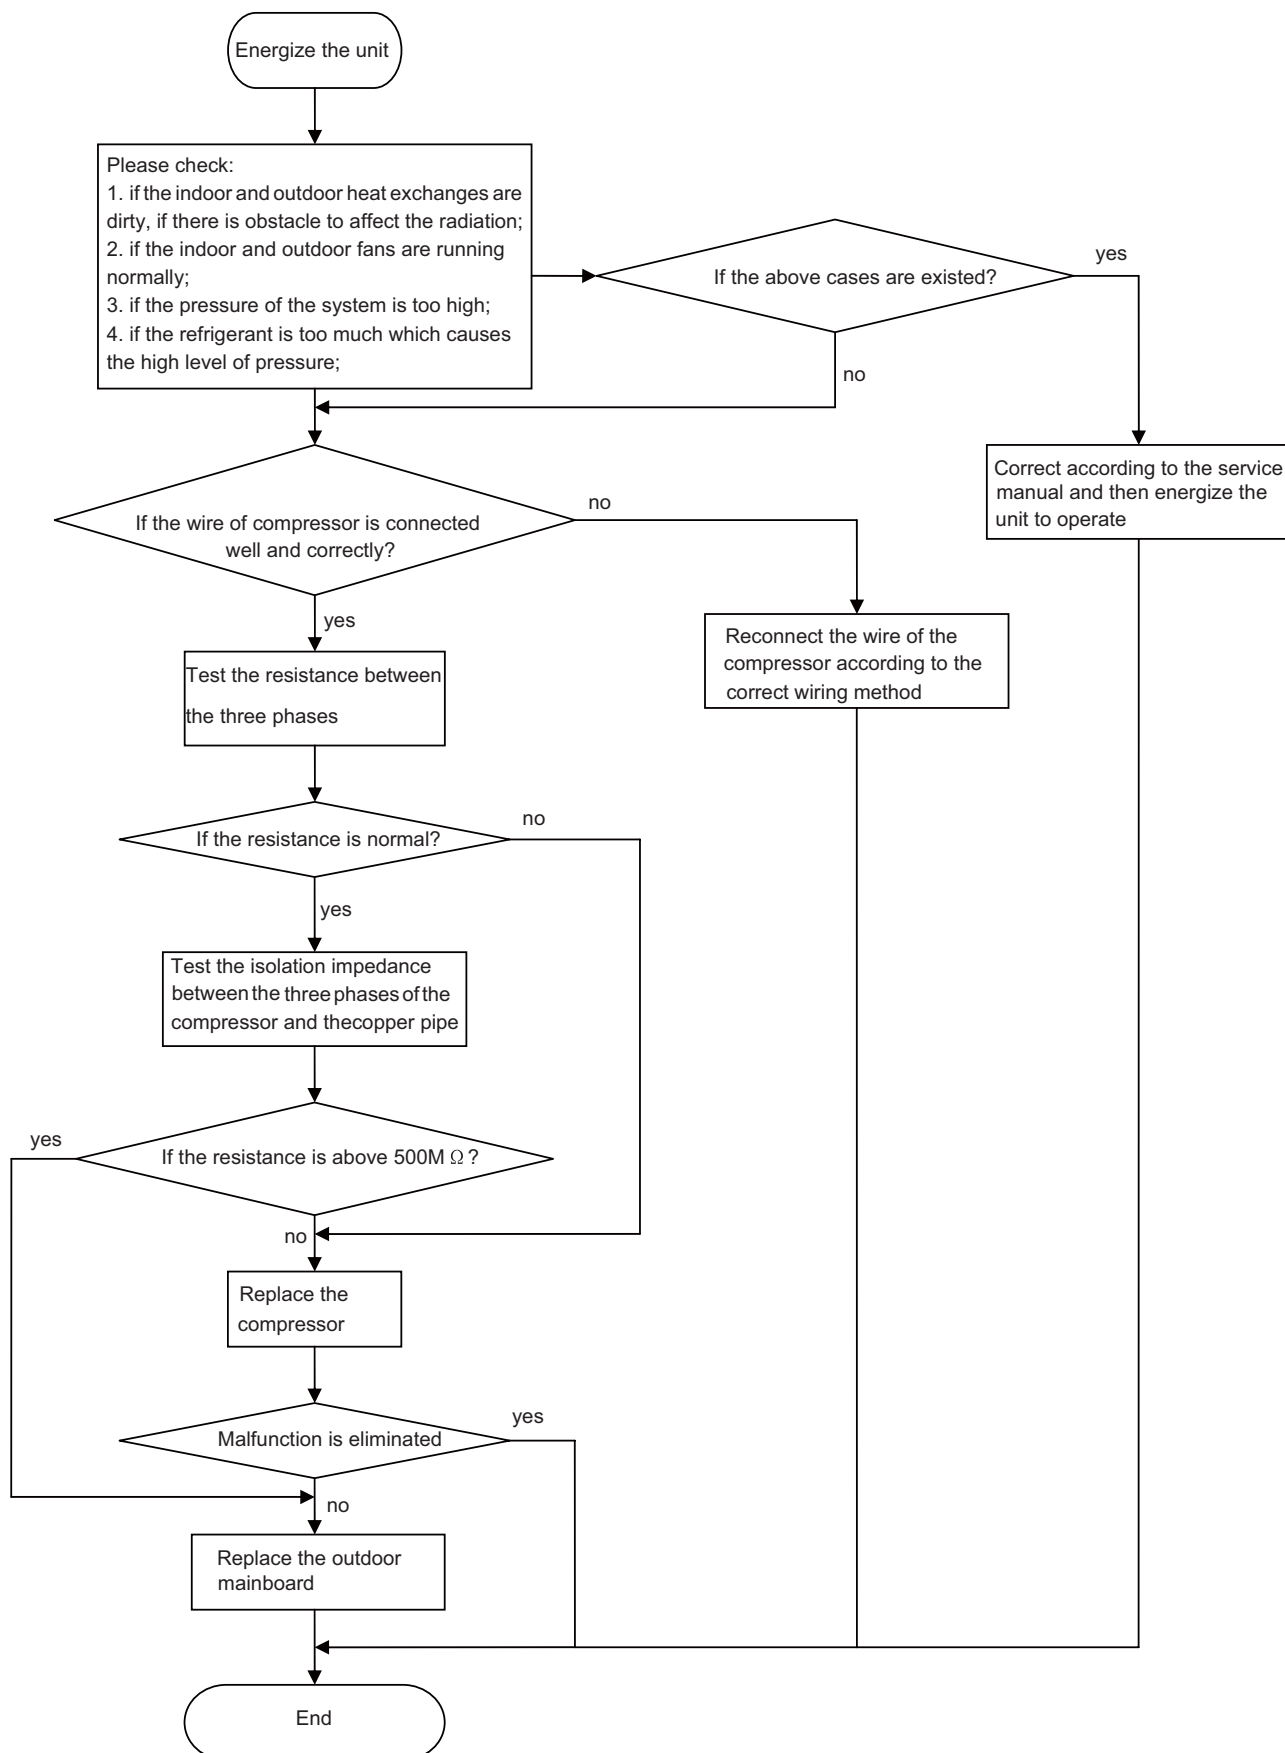 Energize the unit
Please check:
1. if the indoor and outdoor heat exchanges are
dirty, if there is obstacle to affect the radiation;
2. if the indoor and outdoor fans are running
normally;
3. if the pressure of the system is too high;
4. if the refrigerant is too much which causes
the high level of pressure;
If the above cases are existed?
yes
no
Correct according to the service
manual and then energize the
unit to operate
If the wire of compressor is connected
well and correctly?
no
yes
Reconnect the wire of the
compressor according to the
correct wiring method
Test the resistance between
the three phases
If the resistance is normal?
no
yes
Test the isolation impedance
between the three phases of the
compressor and thecopper pipe
yes
If the resistance is above 500M Ω ?
no
Replace the
compressor
Malfunction is eliminated
yes
no
Replace the outdoor
mainboard
End